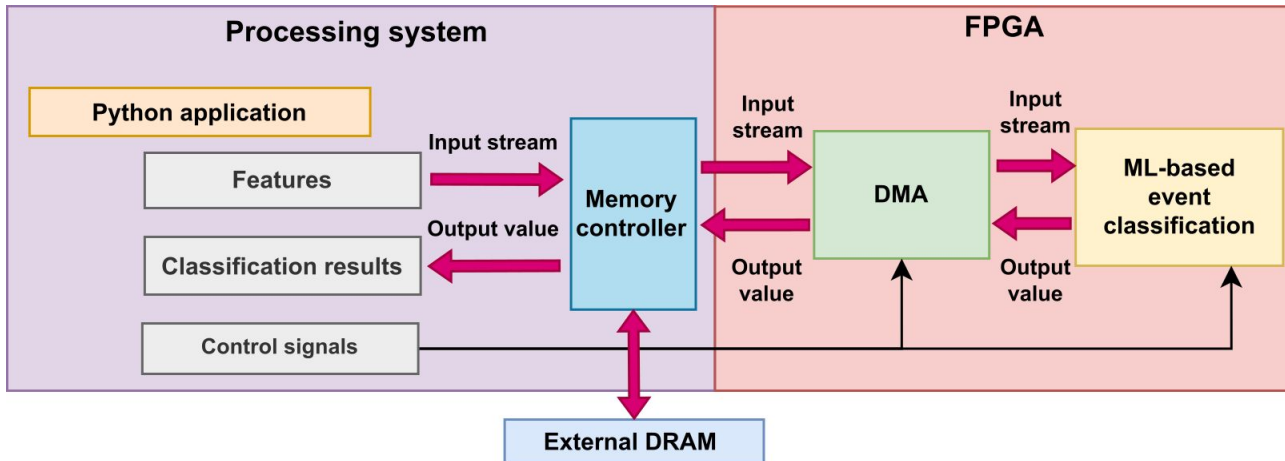 Processing system
FPGA
Python application
Input stream
Features
Output value
Classification results
Control signals
Memory
controller
Input
stream
Output
value
DMA
Input
stream
Output
value
ML-based
event
classification
External DRAM